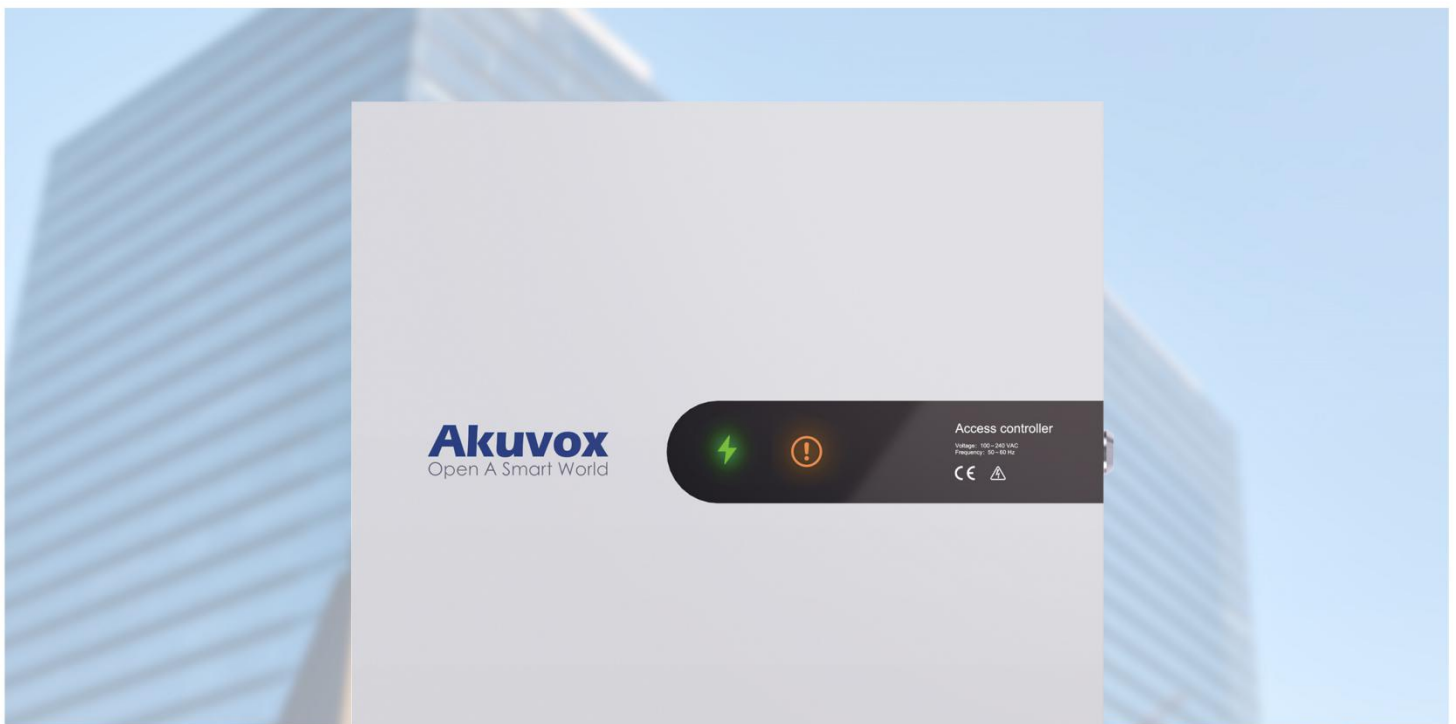 Akuvox
Open A Smart World
Access controller
Voltage: 100~240 VAC
Frequency: 50~60 Hz
CE